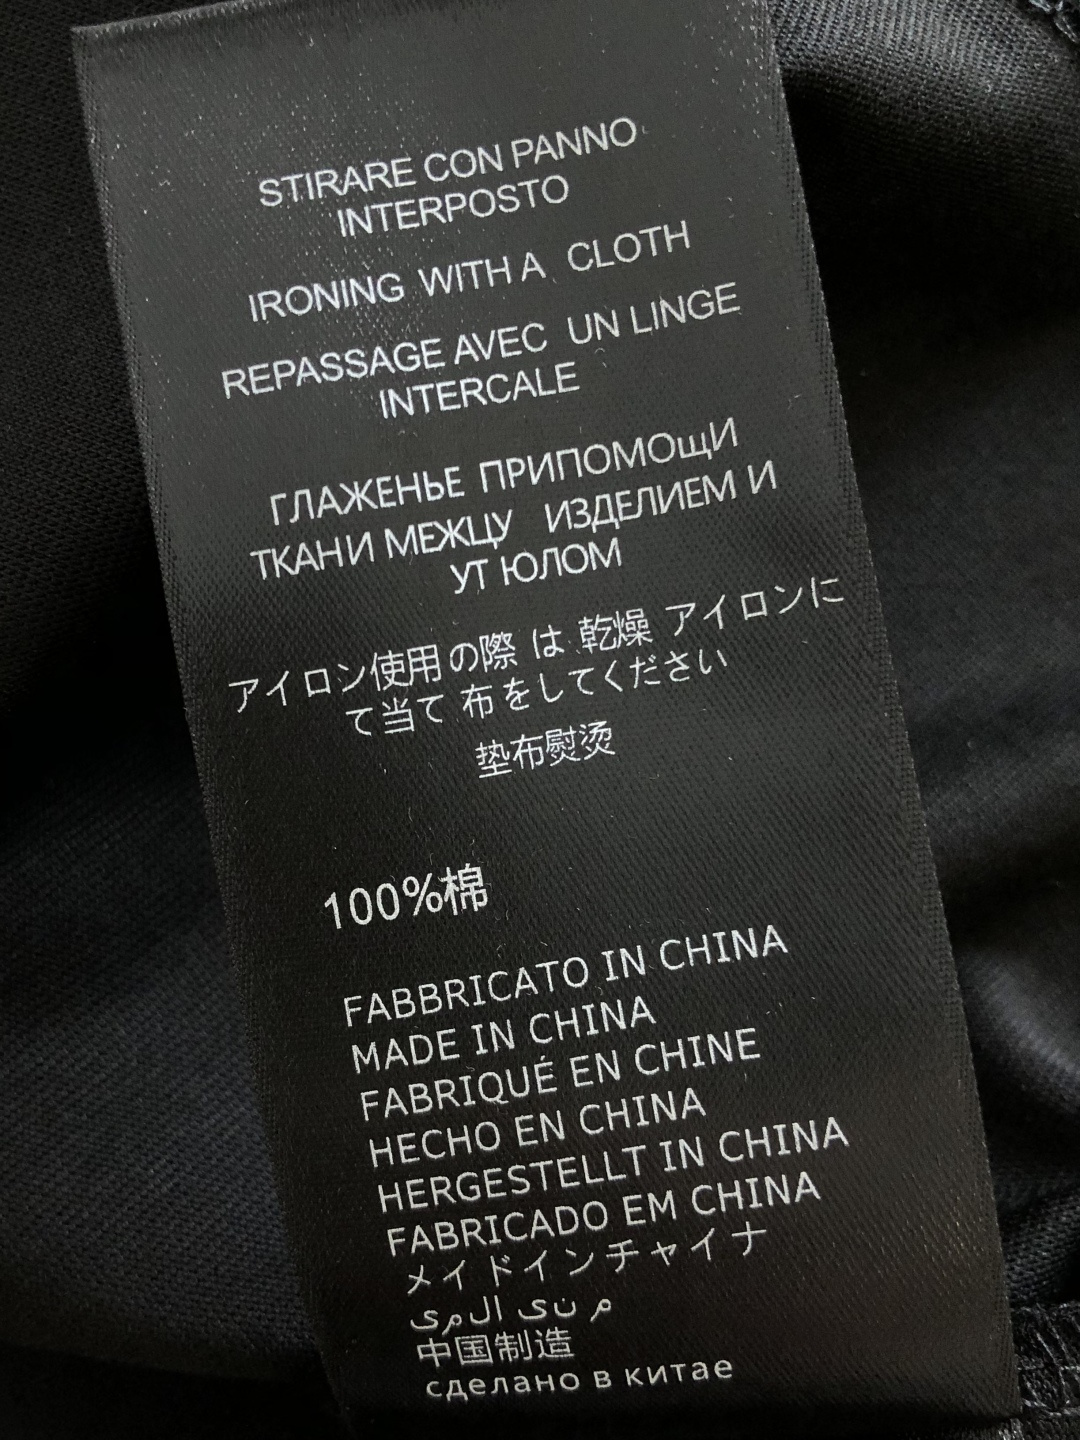 STIRARE CON PANNO
INTERPOSTO
IRONING WITH A CLOTH
REPASSAGE AVEC UN LINGE
INTERCALE
ГЛАЖЕНЬЕ ПРИПОМОщИ
ТКАНИ МЕЖЦУ ИЗДЕЛИЕМ И
УТ ЮЛОМ
アイロン使用の際 は 乾燥 アイロンに
て当て 布をしてください
垫布熨烫
100%棉
FABBRICATO IN CHINA
MADE IN CHINA
FABRIQUÉ EN CHINE
HECHO EN CHINA
HERGESTELLT IN CHINA
FABRICADO EM CHINA
メイドインチャイナ
م نى المى
中国制造
сделано в китае